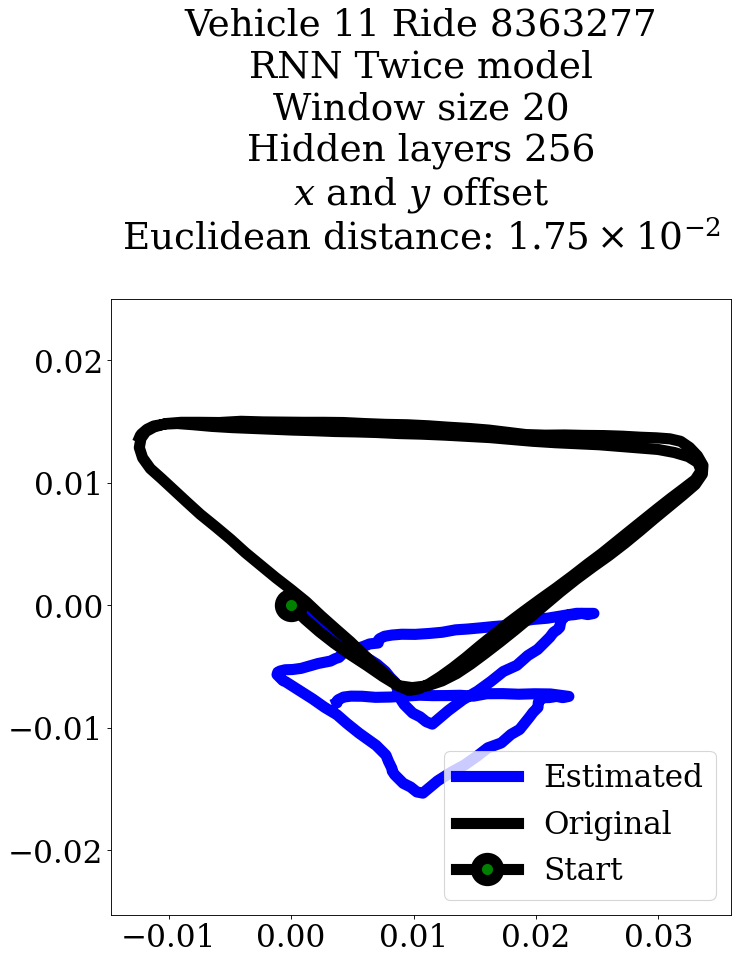 Vehicle 11 Ride 8363277
RNN Twice model
Window size 20
Hidden layers 256
x and y offset
Euclidean distance: 1.75 × 10⁻²
0.02
0.01
0.00
−0.01
−0.02
Estimated
Original
Start
−0.01 0.00 0.01 0.02 0.03